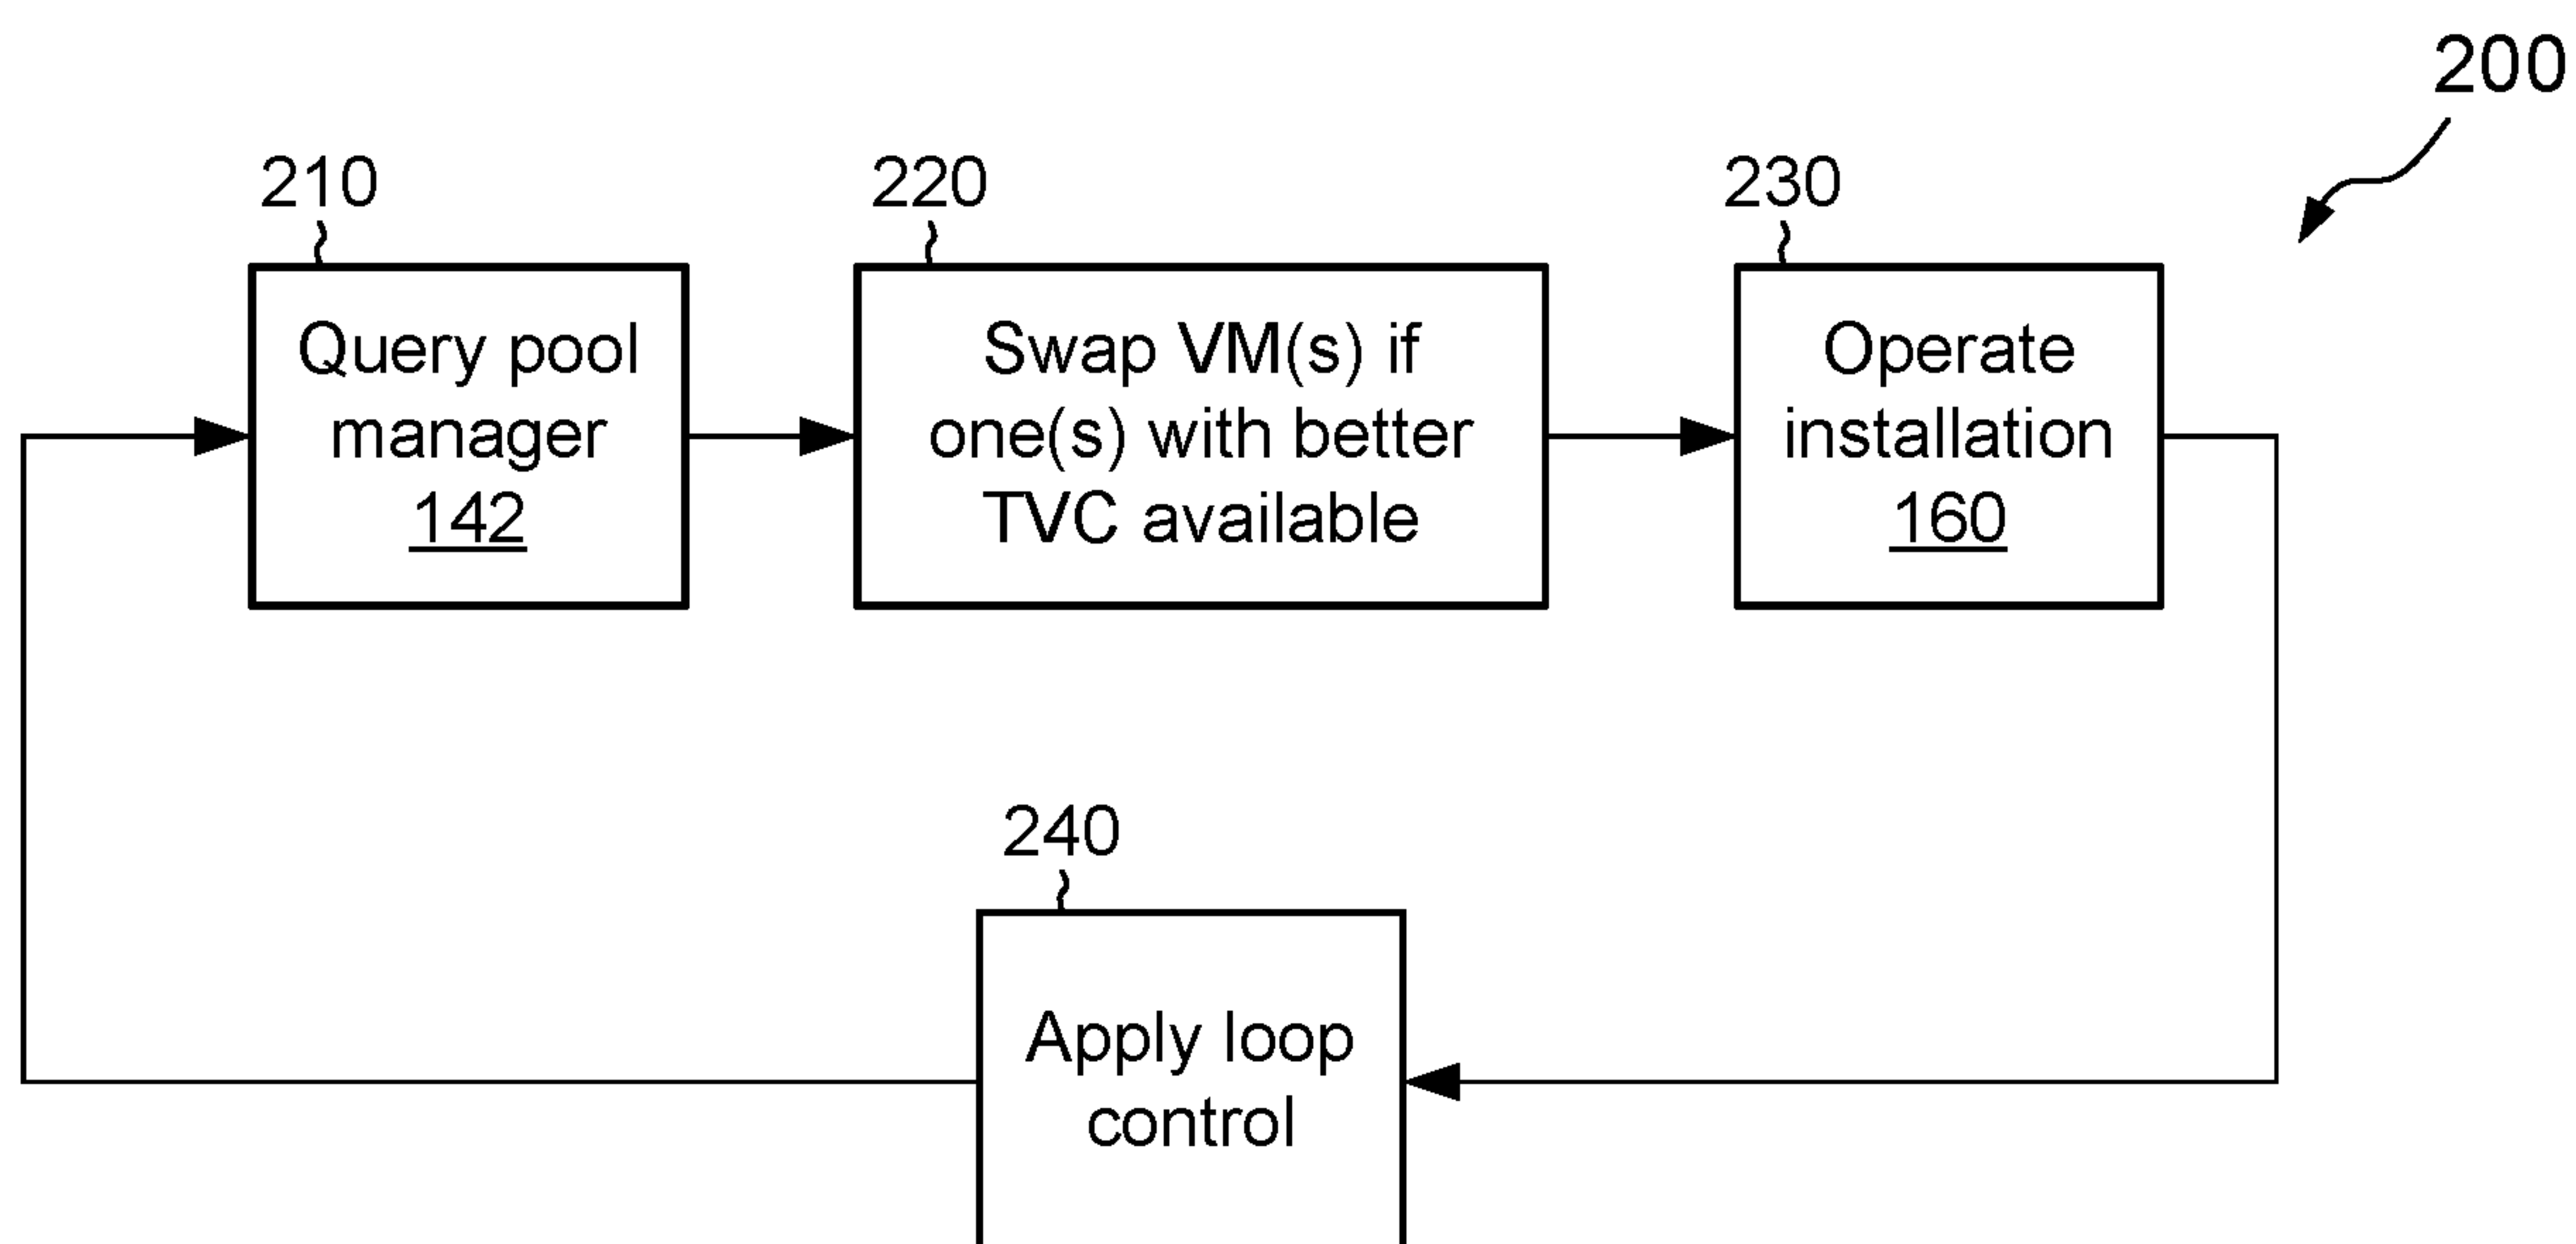 200
210
Query pool
manager
142
220
Swap VM(s) if
one(s) with better
TVC available
230
Operate
installation
160
240
Apply loop
control